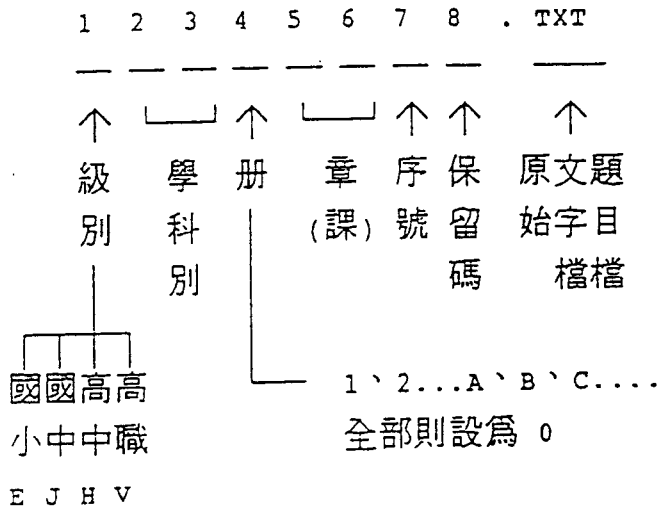 1 2 3 4 5 6 7 8 . TXT
級別
學科別
册
章(課)
序號
保留碼
原始
文字檔
題目檔
國小
國中
高中
高職
E J H V
1、2...A、B、C....
全部則設爲 0